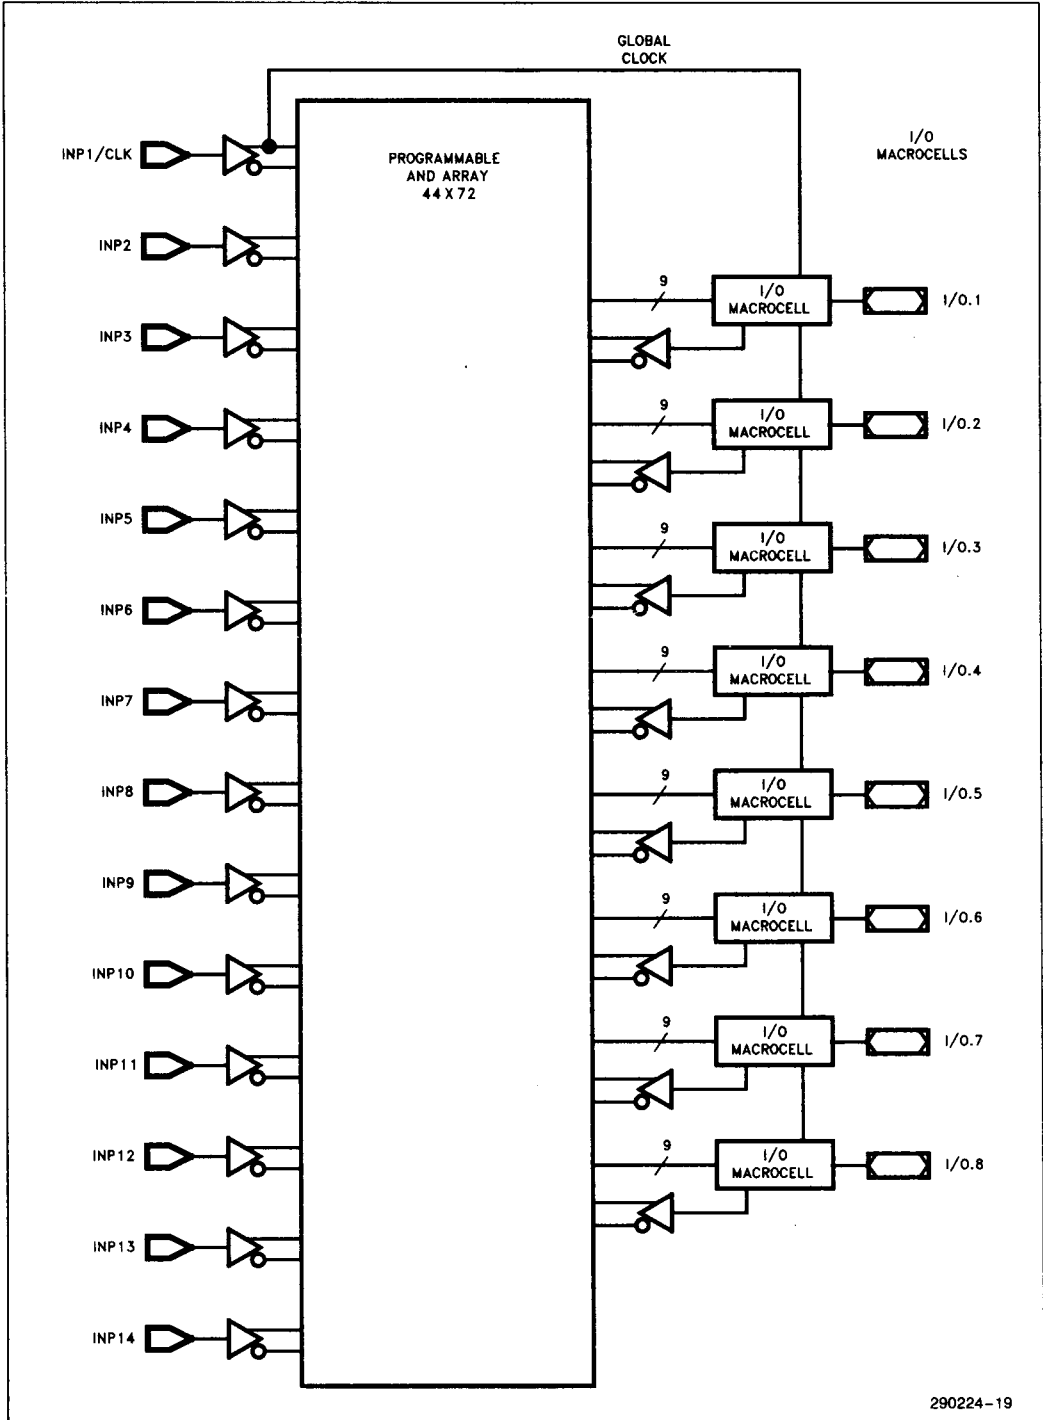 GLOBAL
CLOCK
INP1/CLK
PROGRAMMABLE
AND ARRAY
44X72
I/O
MACROCELLS
INP2
INP3
INP4
INP5
INP6
INP7
INP8
INP9
INP10
INP11
INP12
INP13
INP14
9
I/O
MACROCELL
I/O.1
9
I/O
MACROCELL
I/O.2
9
I/O
MACROCELL
I/O.3
9
I/O
MACROCELL
I/O.4
9
I/O
MACROCELL
I/O.5
9
I/O
MACROCELL
I/O.6
9
I/O
MACROCELL
I/O.7
9
I/O
MACROCELL
I/O.8
290224-19